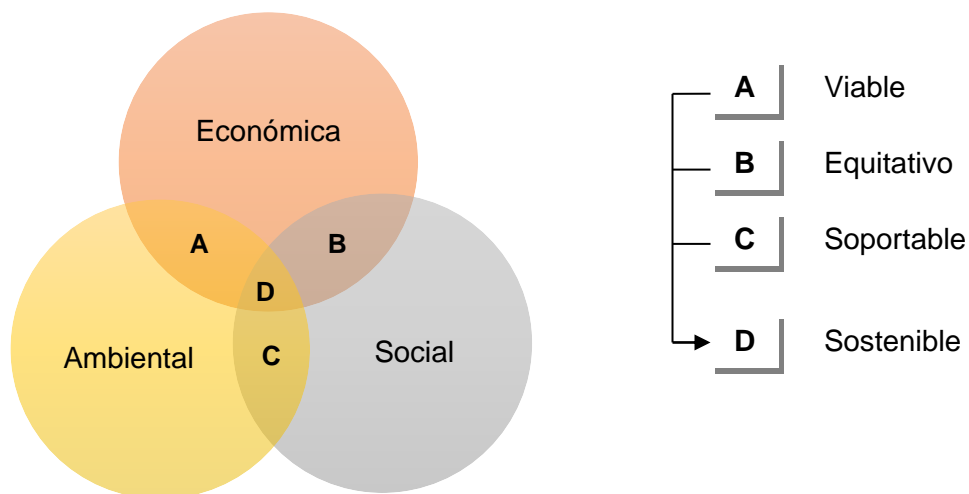 Económica
A
B
D
Ambiental
C
Social
A Viable
B Equitativo
C Soportable
D Sostenible